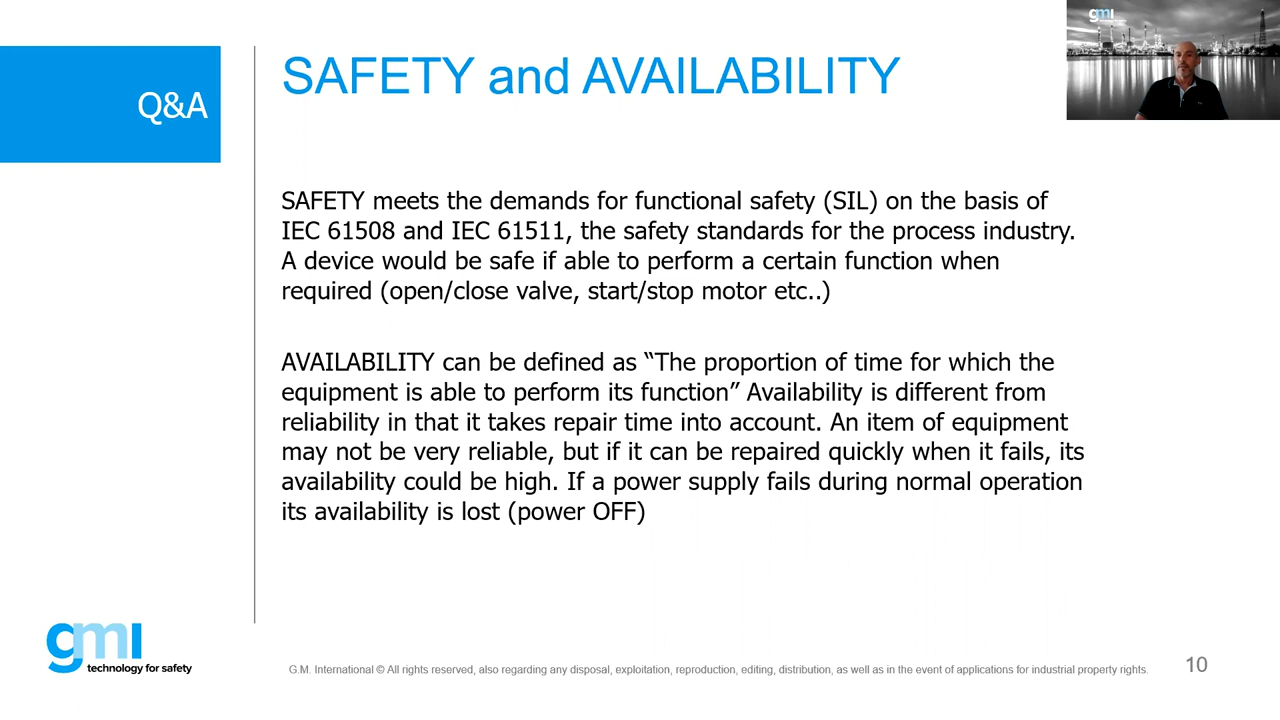 Q&A
SAFETY and AVAILABILITY
gmi
SAFETY meets the demands for functional safety (SIL) on the basis of
IEC 61508 and IEC 61511, the safety standards for the process industry.
A device would be safe if able to perform a certain function when
required (open/close valve, start/stop motor etc..)
AVAILABILITY can be defined as “The proportion of time for which the
equipment is able to perform its function” Availability is different from
reliability in that it takes repair time into account. An item of equipment
may not be very reliable, but if it can be repaired quickly when it fails, its
availability could be high. If a power supply fails during normal operation
its availability is lost (power OFF)
gmi
technology for safety
G.M. International © All rights reserved, also regarding any disposal, exploitation, reproduction, editing, distribution, as well as in the event of applications for industrial property rights.
10